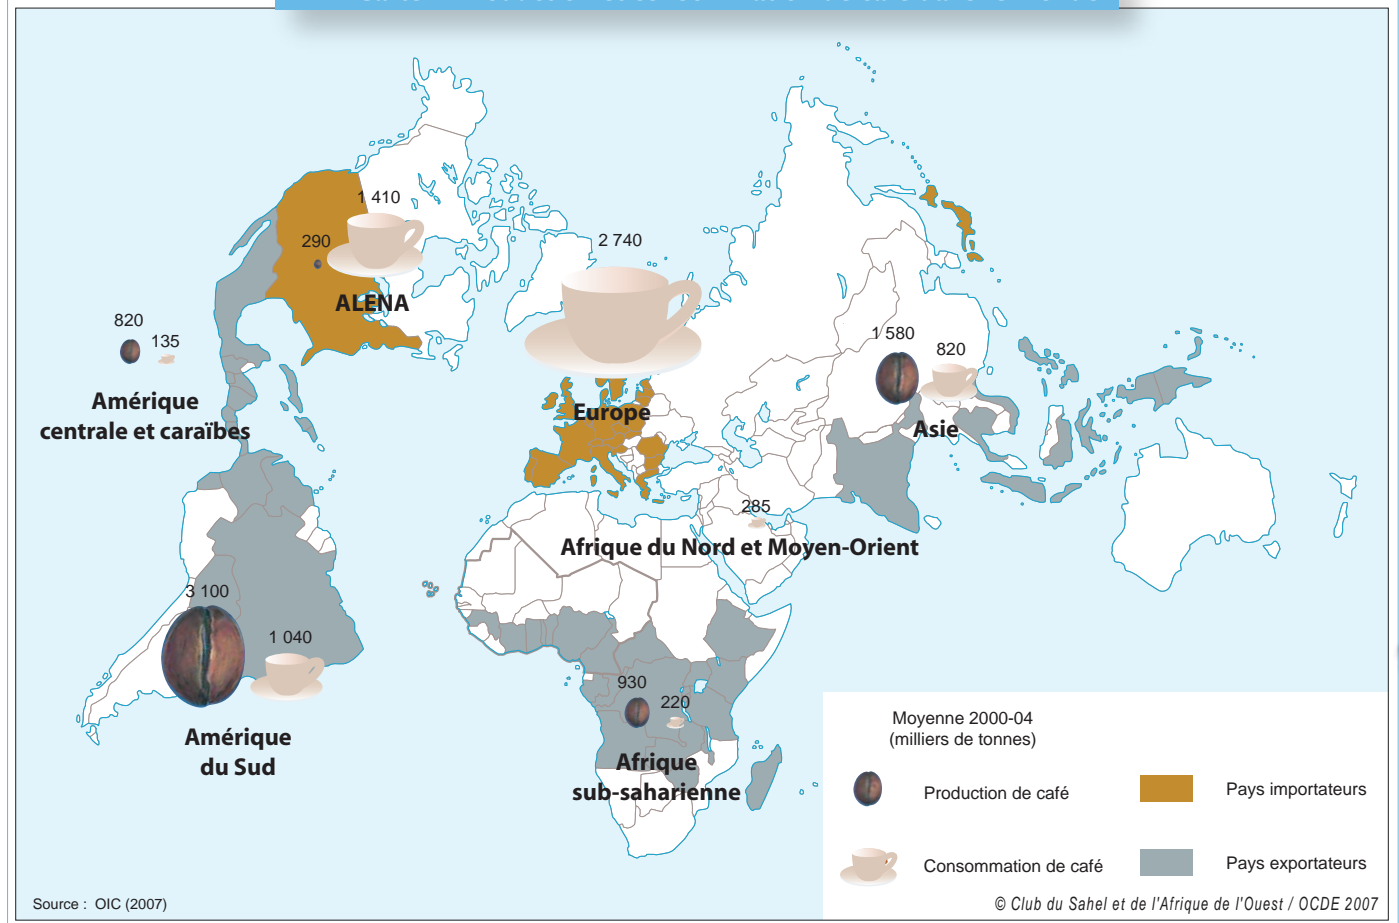 1 410
290
2 740
ALENA
820
135
1 580
820
Amérique
centrale et caraïbes
Europe
Asie
285
Afrique du Nord et Moyen-Orient
3 100
1 040
930
220
Amérique
du Sud
Afrique
sub-saharienne
Moyenne 2000-04
(milliers de tonnes)
Production de café
Pays importateurs
Consommation de café
Pays exportateurs
Source : OIC (2007)
© Club du Sahel et de l'Afrique de l'Ouest / OCDE 2007